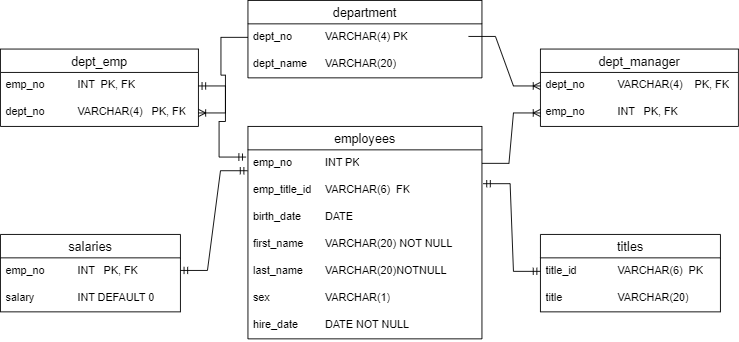 department
dept_no VARCHAR(4) PK
dept_name VARCHAR(20)
dept_emp
emp_no INT PK, FK
dept_no VARCHAR(4) PK, FK
dept_manager
dept_no VARCHAR(4) PK, FK
emp_no INT PK, FK
employees
emp_no INT PK
emp_title_id VARCHAR(6) FK
birth_date DATE
first_name VARCHAR(20) NOT NULL
last_name VARCHAR(20)NOTNULL
sex VARCHAR(1)
hire_date DATE NOT NULL
salaries
emp_no INT PK, FK
salary INT DEFAULT 0
titles
title_id VARCHAR(6) PK
title VARCHAR(20)